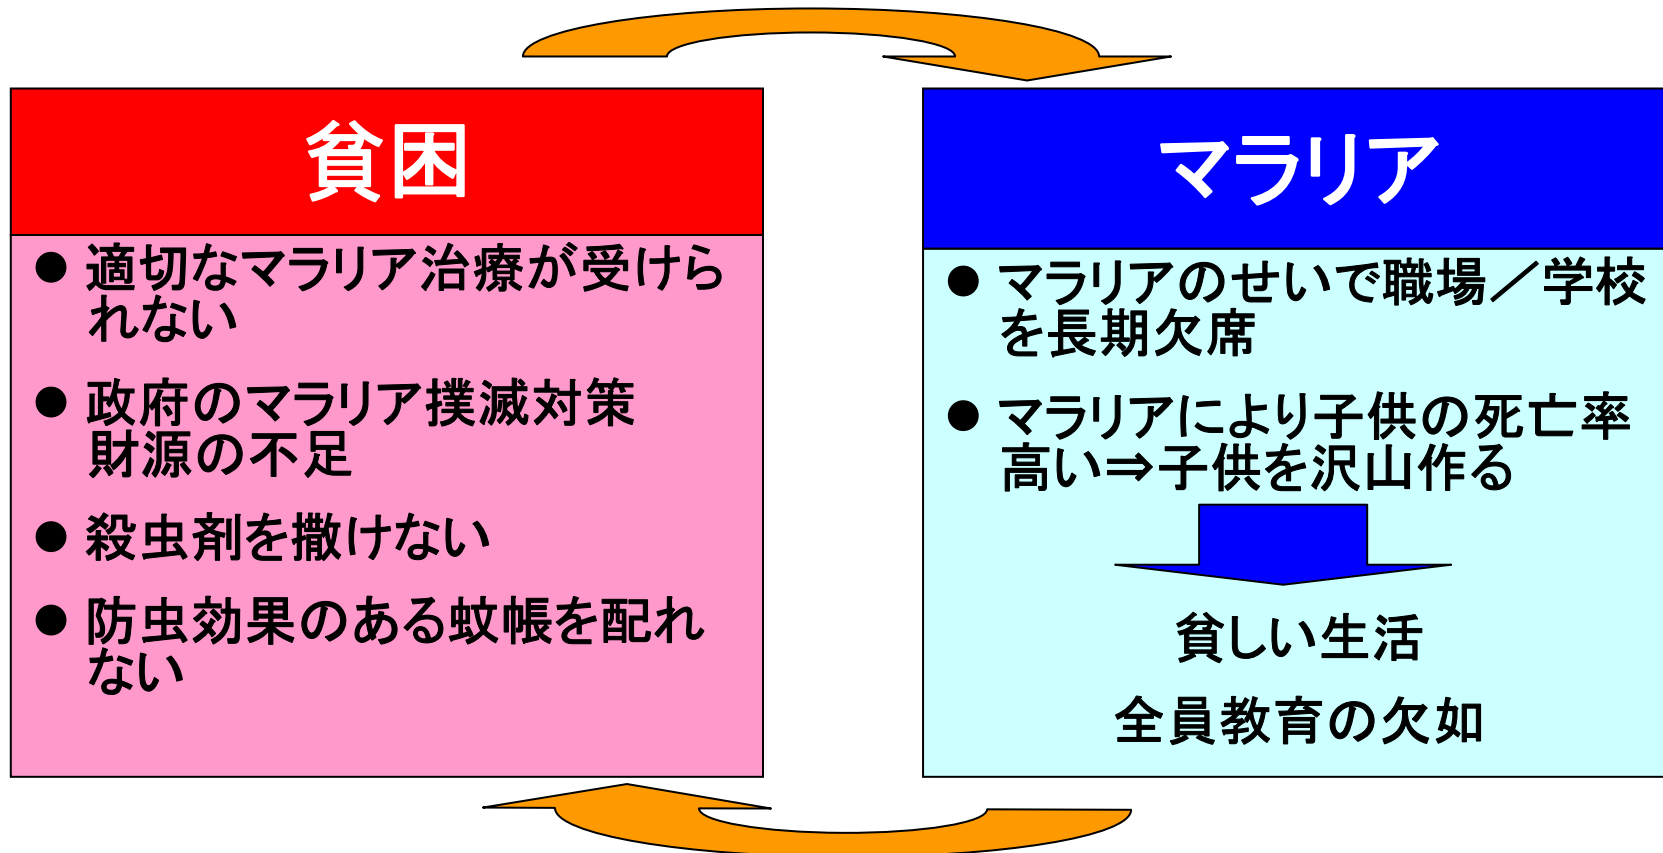 貧困
● 適切なマラリア治療が受けら
れない
● 政府のマラリア撲滅対策
財源の不足
● 殺虫剤を撒けない
● 防虫効果のある蚊帳を配れ
ない
マラリア
● マラリアのせいで職場／学校
を長期欠席
● マラリアにより子供の死亡率
高い⇒子供を沢山作る
貧しい生活
全員教育の欠如